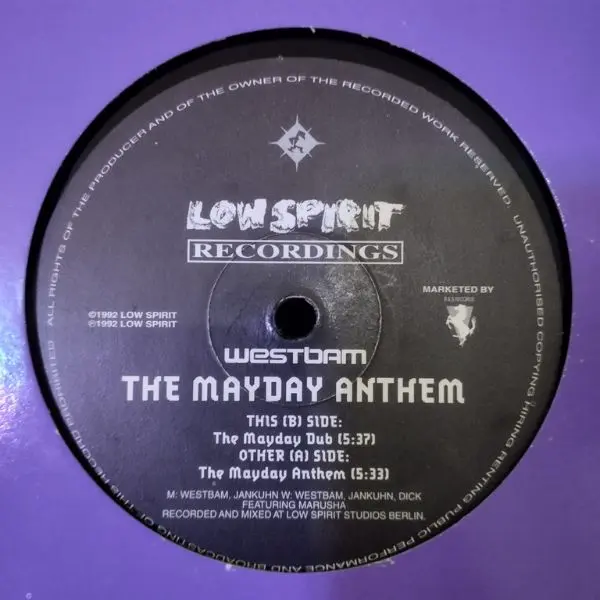 ALL RIGHTS OF THE PRODUCER AND OF THE OWNER OF THE RECORDED WORK RESERVED. UNAUTHORISED COPYING HIRING RENTING PUBLIC PERFORMANCE AND BROADCASTING OF THIS RECORD PROHIBITED
LOW SPIRIT
RECORDINGS
MARKETED BY
R & S RECORDS
©1992 LOW SPIRIT
℗1992 LOW SPIRIT
westbam
THE MAYDAY ANTHEM
THIS (B) SIDE:
The Mayday Dub (5:37)
OTHER (A) SIDE:
The Mayday Anthem (5:33)
M: WESTBAM, JANKUHN W: WESTBAM, JANKUHN, DICK
FEATURING MARUSHA
RECORDED AND MIXED AT LOW SPIRIT STUDIOS BERLIN.